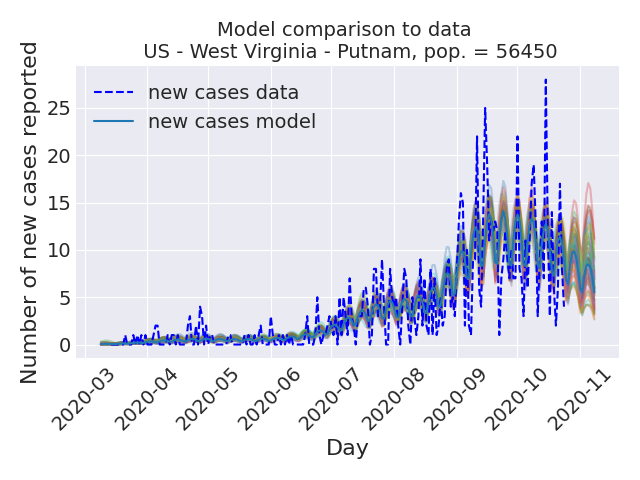 Model comparison to data
US - West Virginia - Putnam, pop. = 56450
Number of new cases reported
25
20
15
10
5
0
new cases data
new cases model
2020-03
2020-04
2020-05
2020-06
2020-07
2020-08
2020-09
2020-10
2020-11
Day